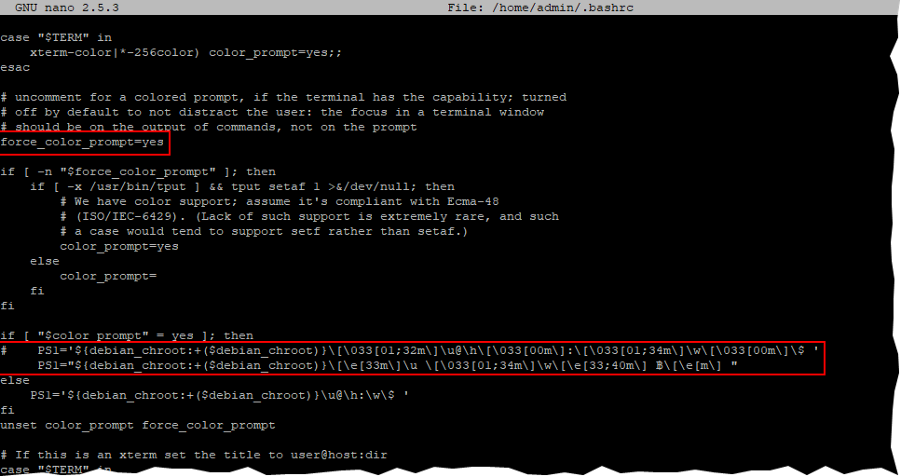 GNU nano 2.5.3 File: /home/admin/.bashrc
case "$TERM" in
    xterm-color|*-256color) color_prompt=yes;;
esac
# uncomment for a colored prompt, if the terminal has the capability; turned
# off by default to not distract the user: the focus in a terminal window
# should be on the output of commands, not on the prompt
force_color_prompt=yes
if [ -n "$force_color_prompt" ]; then
    if [ -x /usr/bin/tput ] && tput setaf 1 >&/dev/null; then
        # We have color support; assume it's compliant with Ecma-48
        # (ISO/IEC-6429). (Lack of such support is extremely rare, and such
        # a case would tend to support setf rather than setaf.)
        color_prompt=yes
    else
        color_prompt=
    fi
fi
if [ "$color_prompt" = yes ]; then
#    PS1='${debian_chroot:+($debian_chroot)}\[\033[01;32m\]\u@\h\[\033[00m\]:\[\033[01;34m\]\w\[\033[00m\]\$ '
     PS1="${debian_chroot:+($debian_chroot)}\[\e[33m\]\u \[\033[01;34m\]\w\[\e[33;40m\] ฿\[\e[m\] "
else
    PS1='${debian_chroot:+($debian_chroot)}\u@\h:\w\$ '
fi
unset color_prompt force_color_prompt
# If this is an xterm set the title to user@host:dir
case "$TERM" in